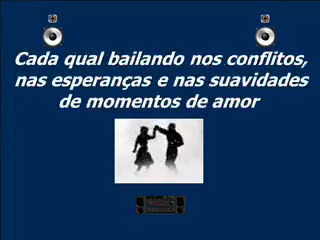 Cada qual bailando nos conflitos,
nas esperanças e nas suavidades
de momentos de amor